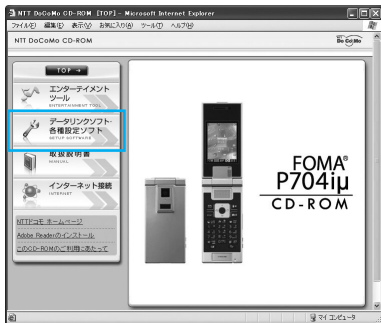 NTT DoCoMo CD-ROM [TOP] - Microsoft Internet Explorer
ファイル(F) 編集(E) 表示(V) お気に入り(A) ツール(T) ヘルプ(H)
NTT DoCoMo CD-ROM
DoCoMo
TOP →
エンターテイメント
ツール
ENTERTAINMENT TOOL
データリンクソフト・
各種設定ソフト
SETUP SOFTWARE
取扱説明書
MANUAL
インターネット接続
INTERNET
NTTドコモ ホームページ
Adobe Readerのインストール
このCD-ROMのご利用にあたって
FOMA®
P704iμ
CD-ROM
マイ コンピュータ